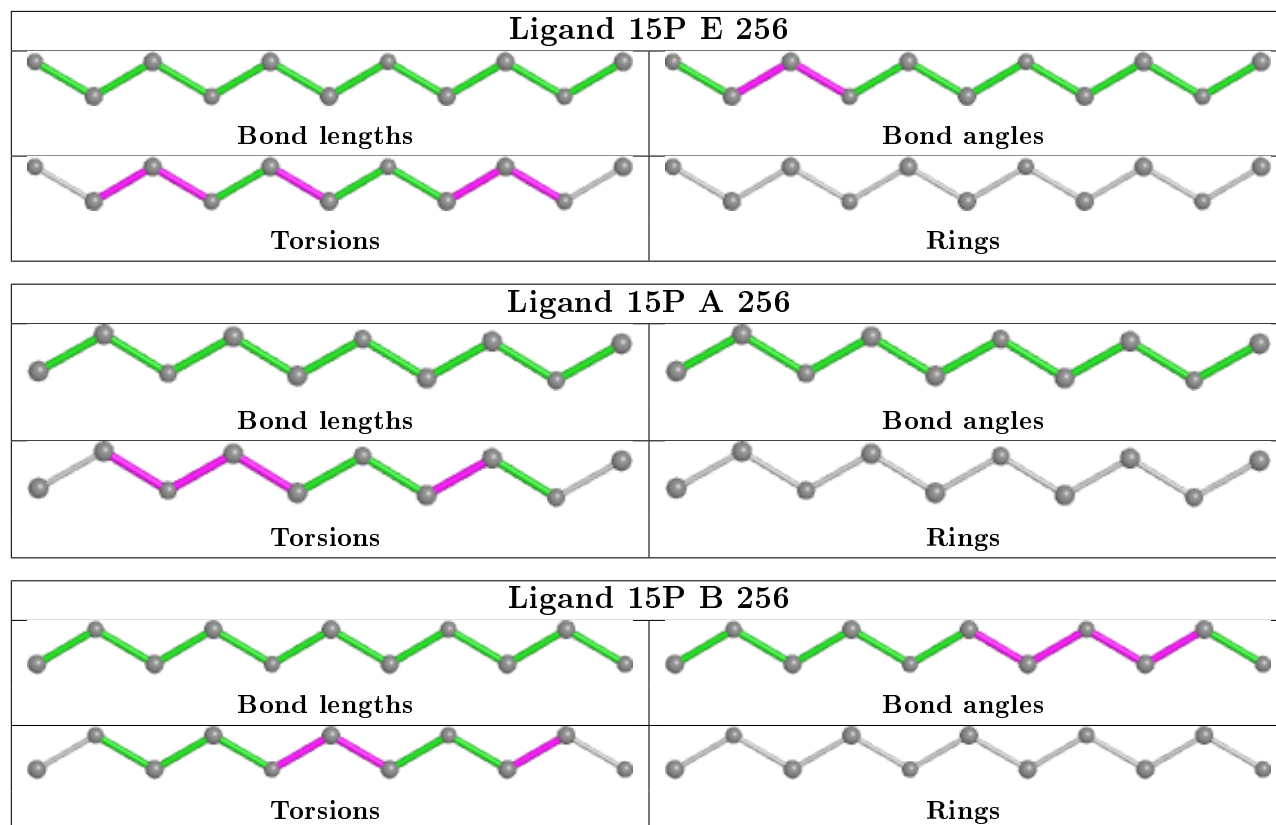 Ligand 15P E 256
Bond lengths Bond angles
Torsions Rings
Ligand 15P A 256
Bond lengths Bond angles
Torsions Rings
Ligand 15P B 256
Bond lengths Bond angles
Torsions Rings